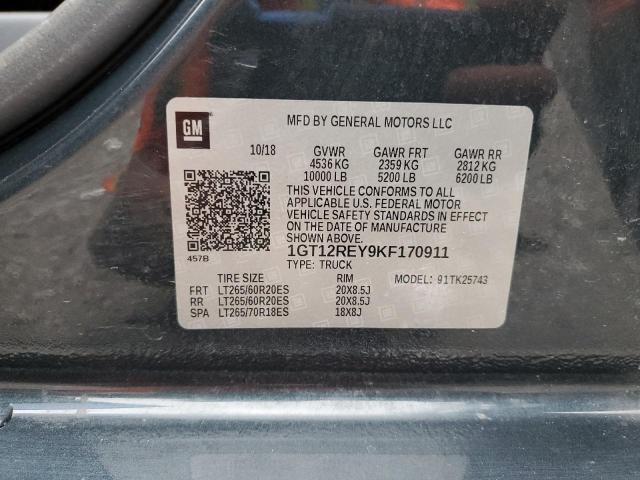 GM
MFD BY GENERAL MOTORS LLC
10/18 GVWR GAWR FRT GAWR RR
4536 KG 2359 KG 2812 KG
10000 LB 5200 LB 6200 LB
THIS VEHICLE CONFORMS TO ALL
APPLICABLE U.S. FEDERAL MOTOR
VEHICLE SAFETY STANDARDS IN EFFECT
ON THE DATE OF MANUFACTURE
SHOWN ABOVE.
457B
1GT12REY9KF170911
TYPE: TRUCK
TIRE SIZE RIM MODEL: 91TK25743
FRT LT265/60R20ES 20X8.5J
RR LT265/60R20ES 20X8.5J
SPA LT265/70R18ES 18X8J